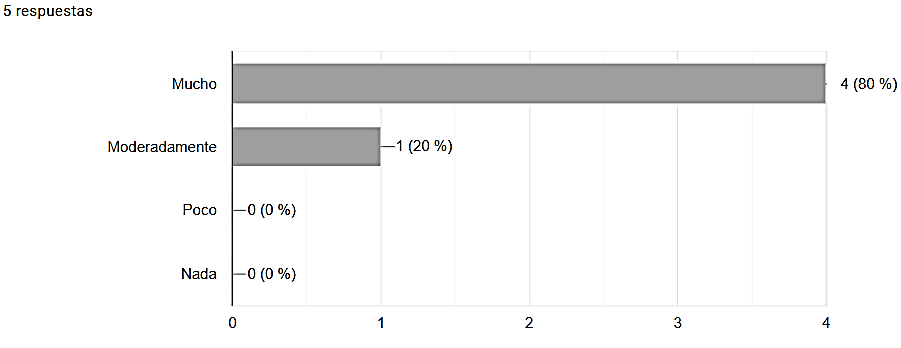 5 respuestas
Mucho 4 (80 %)
Moderadamente 1 (20 %)
Poco 0 (0 %)
Nada 0 (0 %)
0 1 2 3 4